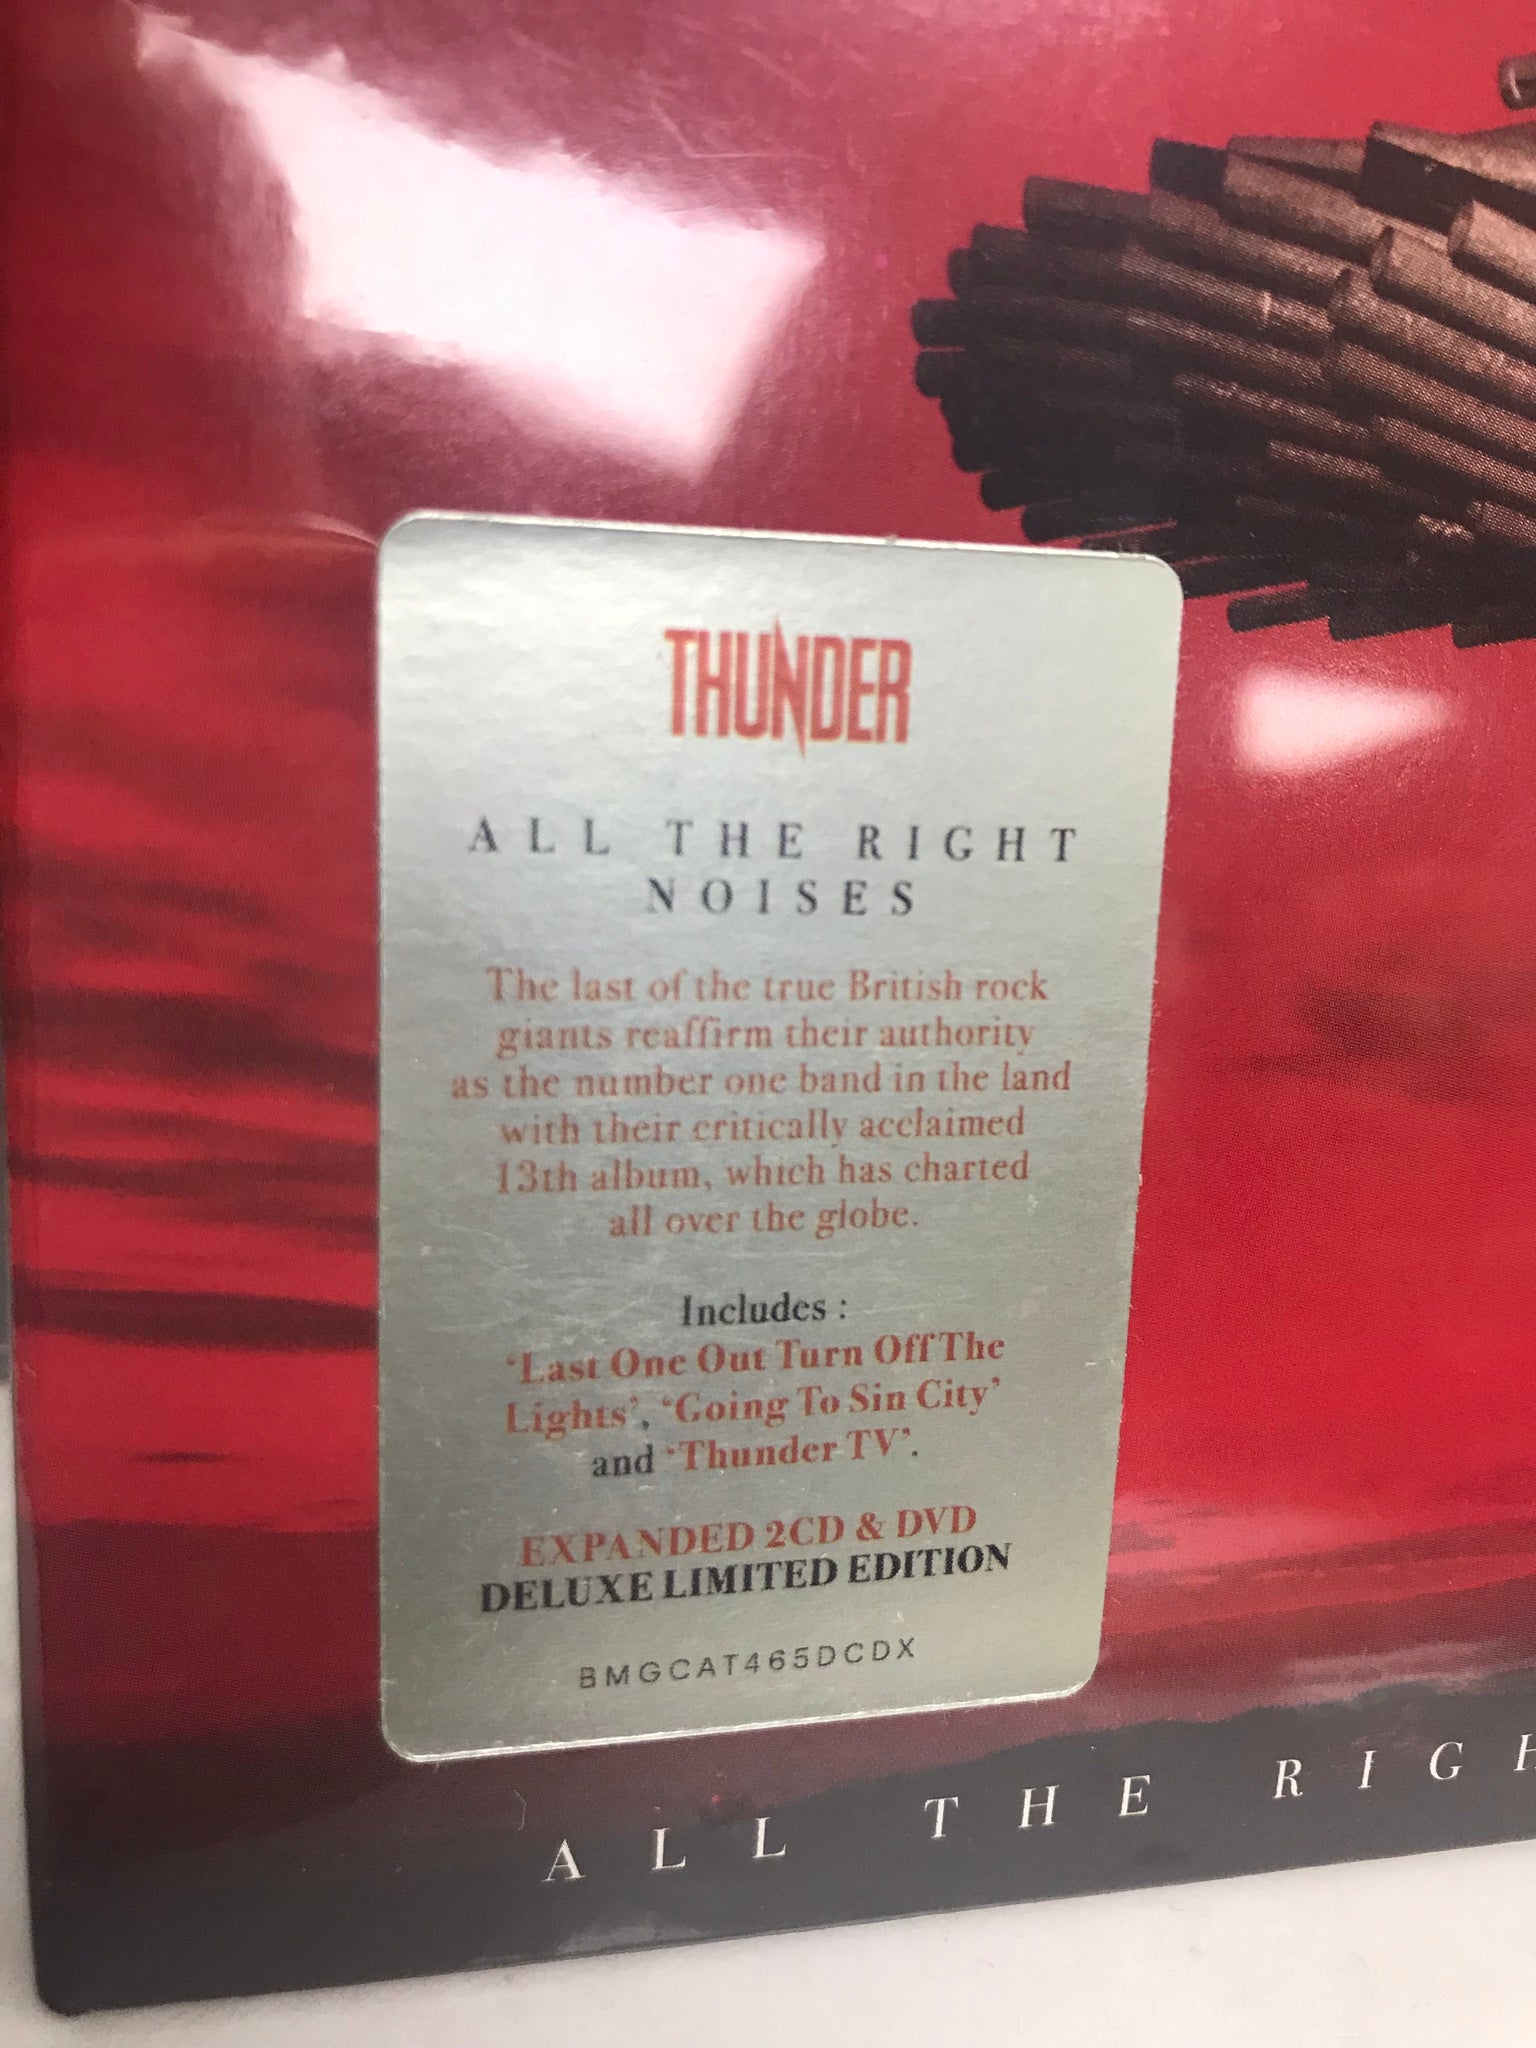 THUNDER
ALL THE RIGHT
NOISES
The last of the true British rock
giants reaffirm their authority
as the number one band in the land
with their critically acclaimed
13th album, which has charted
all over the globe.
Includes :
‘Last One Out Turn Off The
Lights’, ‘Going To Sin City’
and ‘Thunder TV’.
EXPANDED 2CD & DVD
DELUXE LIMITED EDITION
BMGCAT465DCDX
ALL THE RIGH